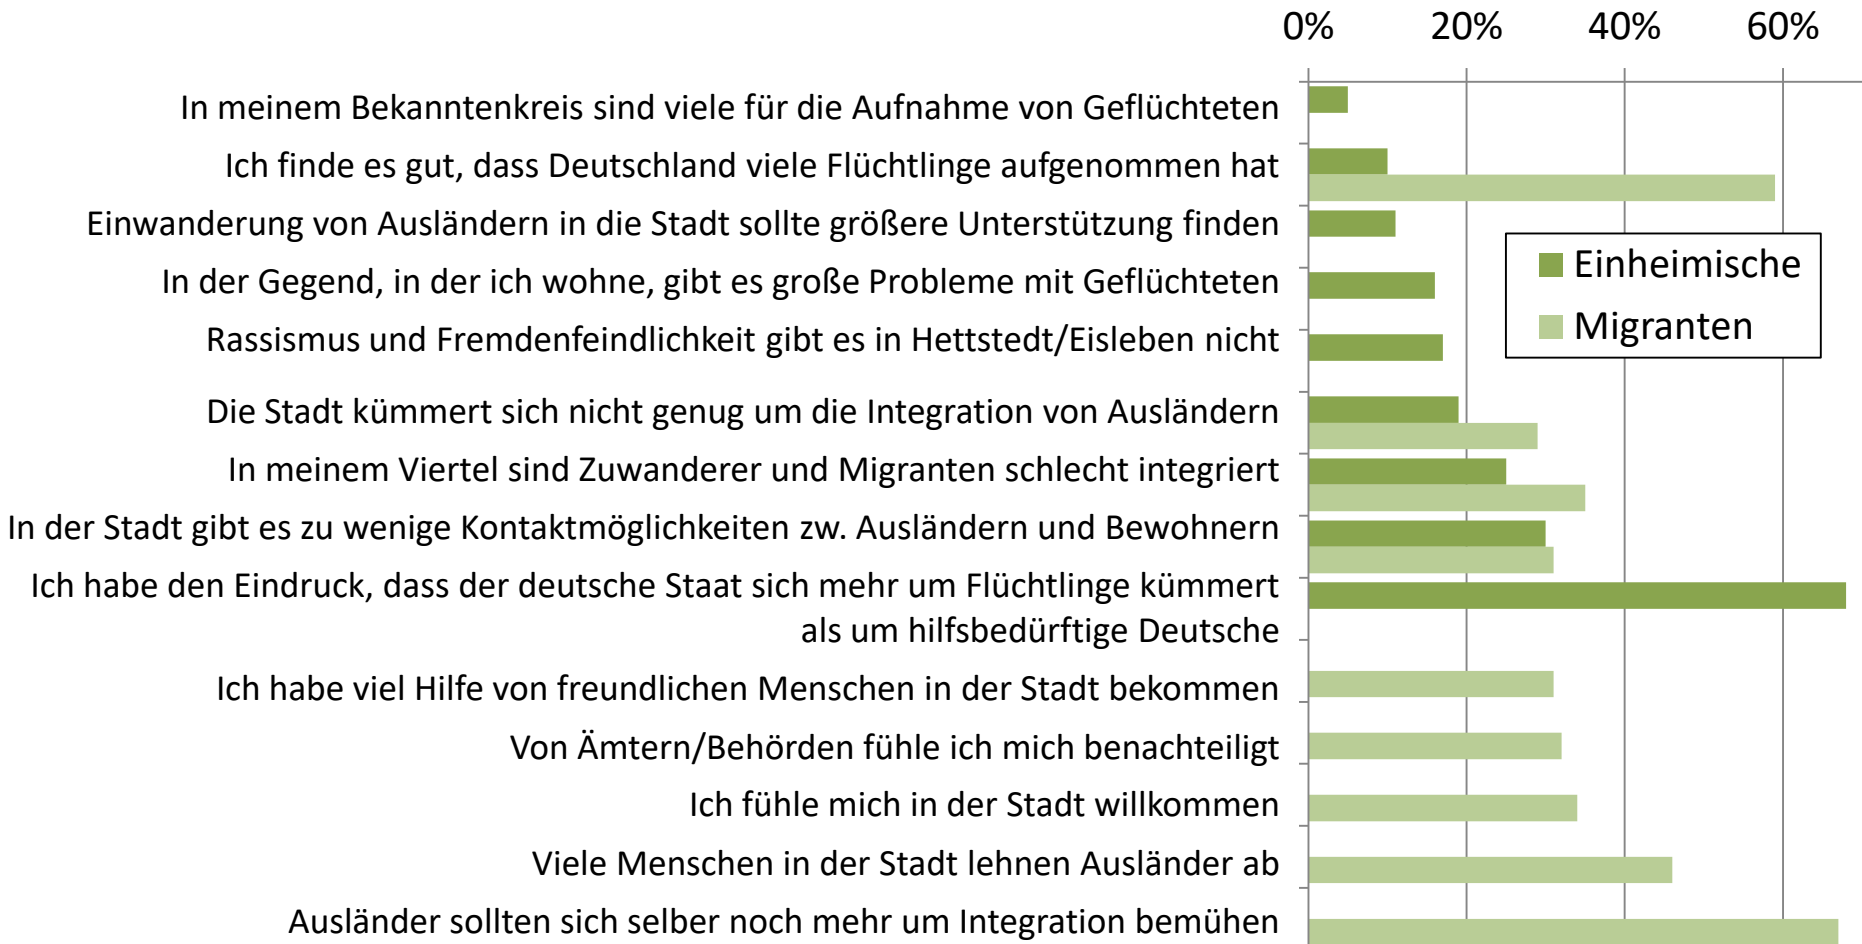 0% 20% 40% 60%
In meinem Bekanntenkreis sind viele für die Aufnahme von Geflüchteten
Ich finde es gut, dass Deutschland viele Flüchtlinge aufgenommen hat
Einwanderung von Ausländern in die Stadt sollte größere Unterstützung finden
In der Gegend, in der ich wohne, gibt es große Probleme mit Geflüchteten
Rassismus und Fremdenfeindlichkeit gibt es in Hettstedt/Eisleben nicht
Die Stadt kümmert sich nicht genug um die Integration von Ausländern
In meinem Viertel sind Zuwanderer und Migranten schlecht integriert
In der Stadt gibt es zu wenige Kontaktmöglichkeiten zw. Ausländern und Bewohnern
Ich habe den Eindruck, dass der deutsche Staat sich mehr um Flüchtlinge kümmert
als um hilfsbedürftige Deutsche
Ich habe viel Hilfe von freundlichen Menschen in der Stadt bekommen
Von Ämtern/Behörden fühle ich mich benachteiligt
Ich fühle mich in der Stadt willkommen
Viele Menschen in der Stadt lehnen Ausländer ab
Ausländer sollten sich selber noch mehr um Integration bemühen
Einheimische
Migranten